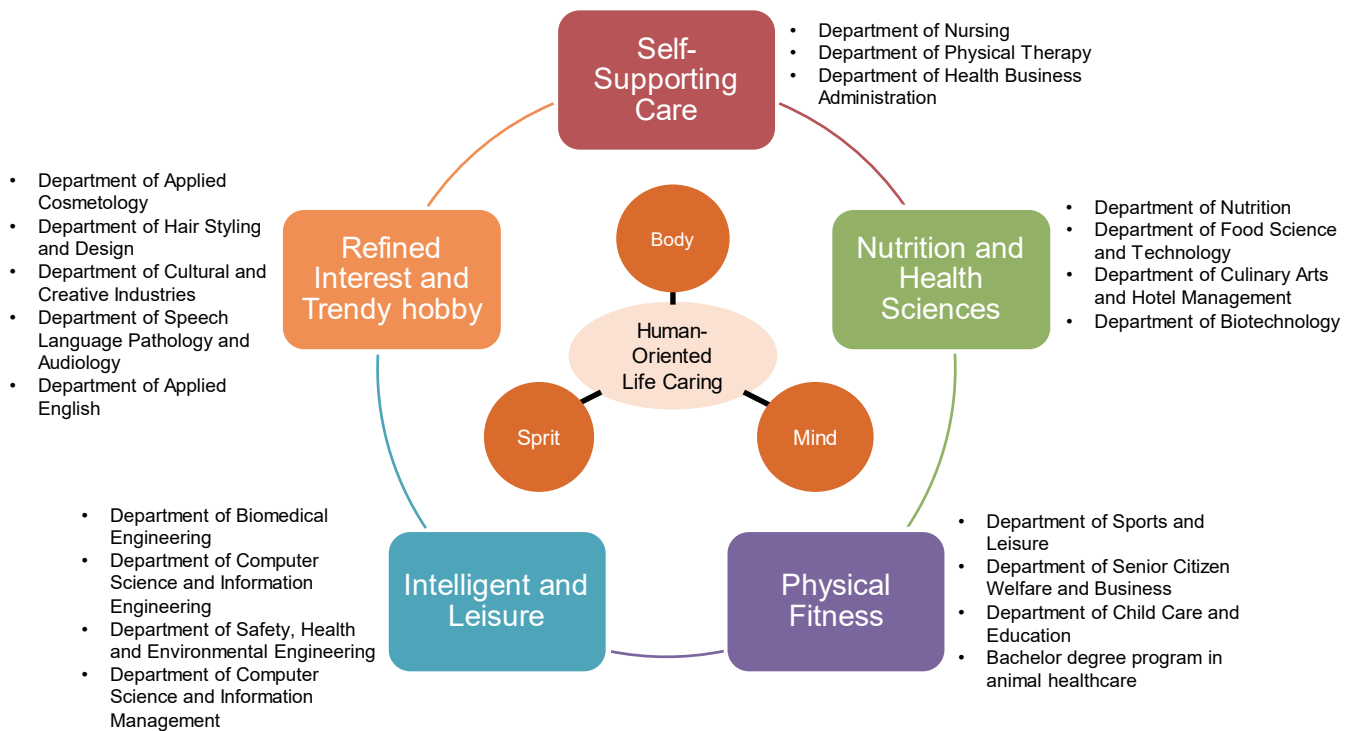 Self-
Supporting
Care
• Department of Nursing
• Department of Physical Therapy
• Department of Health Business
Administration
Nutrition and
Health
Sciences
• Department of Nutrition
• Department of Food Science
and Technology
• Department of Culinary Arts
and Hotel Management
• Department of Biotechnology
Physical
Fitness
• Department of Sports and
Leisure
• Department of Senior Citizen
Welfare and Business
• Department of Child Care and
Education
• Bachelor degree program in
animal healthcare
Intelligent and
Leisure
• Department of Biomedical
Engineering
• Department of Computer
Science and Information
Engineering
• Department of Safety, Health
and Environmental Engineering
• Department of Computer
Science and Information
Management
Refined
Interest and
Trendy hobby
• Department of Applied
Cosmetology
• Department of Hair Styling
and Design
• Department of Cultural and
Creative Industries
• Department of Speech
Language Pathology and
Audiology
• Department of Applied
English
Body
Human-
Oriented
Life Caring
Sprit
Mind